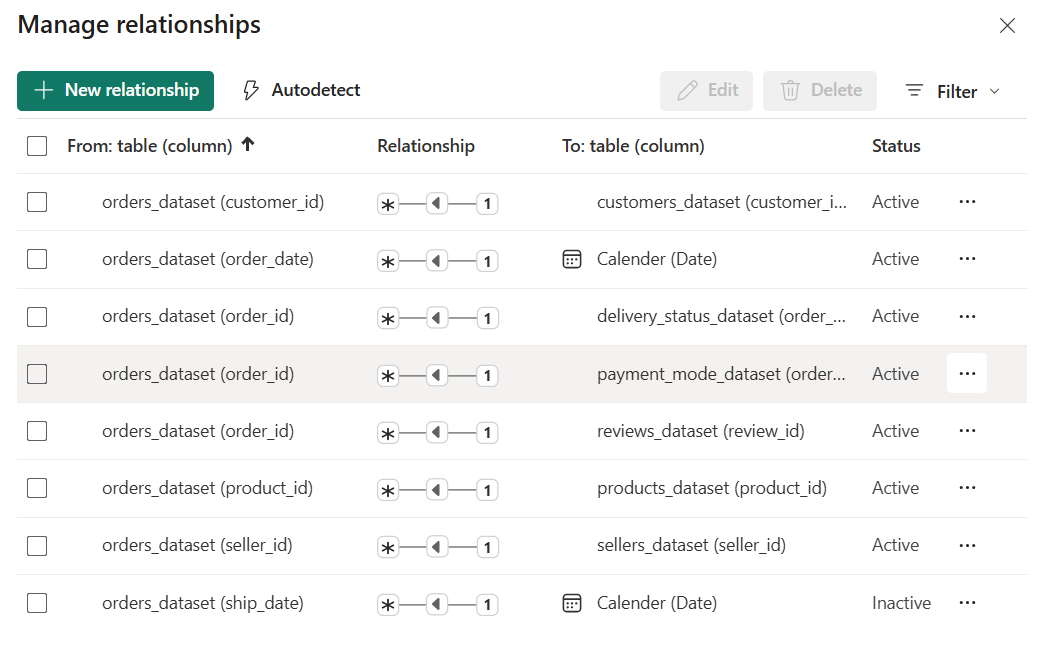 Manage relationships
New relationship Autodetect Edit Delete Filter
From: table (column) Relationship To: table (column) Status
orders_dataset (customer_id) * 1 customers_dataset (customer_i... Active ...
orders_dataset (order_date) * 1 Calender (Date) Active ...
orders_dataset (order_id) * 1 delivery_status_dataset (order_... Active ...
orders_dataset (order_id) * 1 payment_mode_dataset (order... Active ...
orders_dataset (order_id) * 1 reviews_dataset (review_id) Active ...
orders_dataset (product_id) * 1 products_dataset (product_id) Active ...
orders_dataset (seller_id) * 1 sellers_dataset (seller_id) Active ...
orders_dataset (ship_date) * 1 Calender (Date) Inactive ...